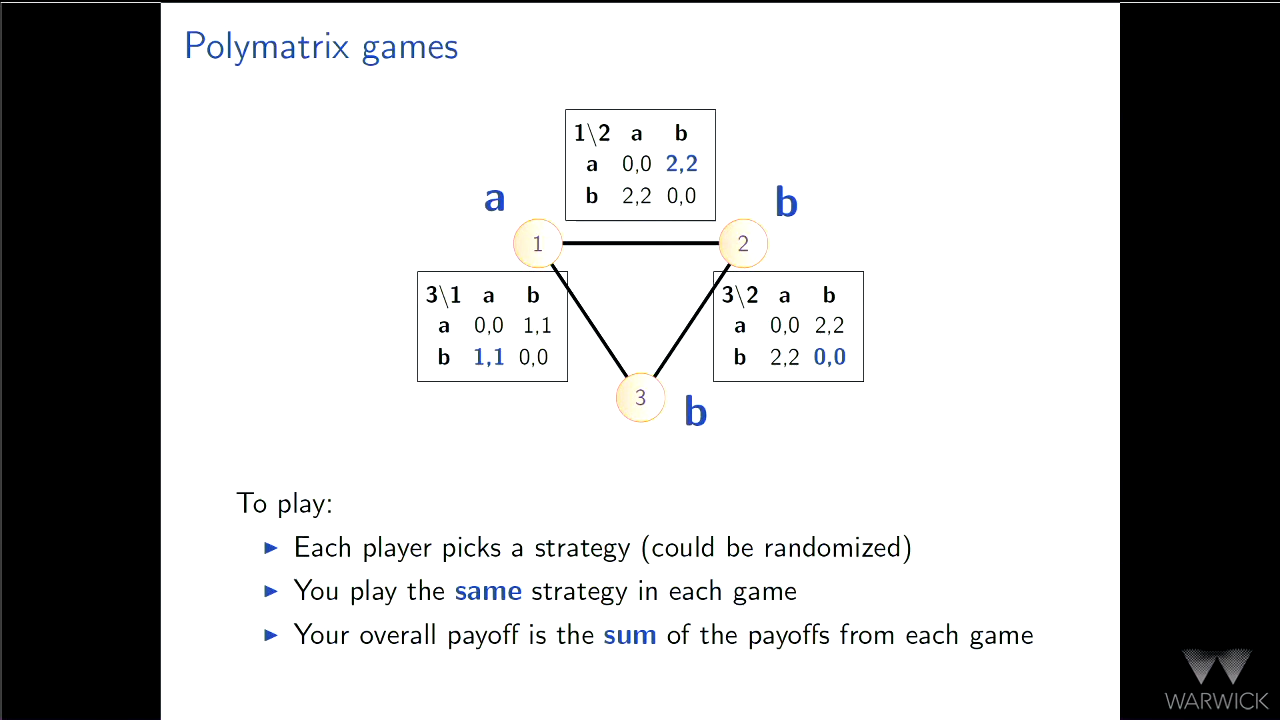 Polymatrix games
1\2 a b
a 0,0 2,2
b 2,2 0,0
a
b
1
2
3\1 a b
a 0,0 1,1
b 1,1 0,0
3\2 a b
a 0,0 2,2
b 2,2 0,0
3
b
To play:
Each player picks a strategy (could be randomized)
You play the same strategy in each game
Your overall payoff is the sum of the payoffs from each game
WARWICK